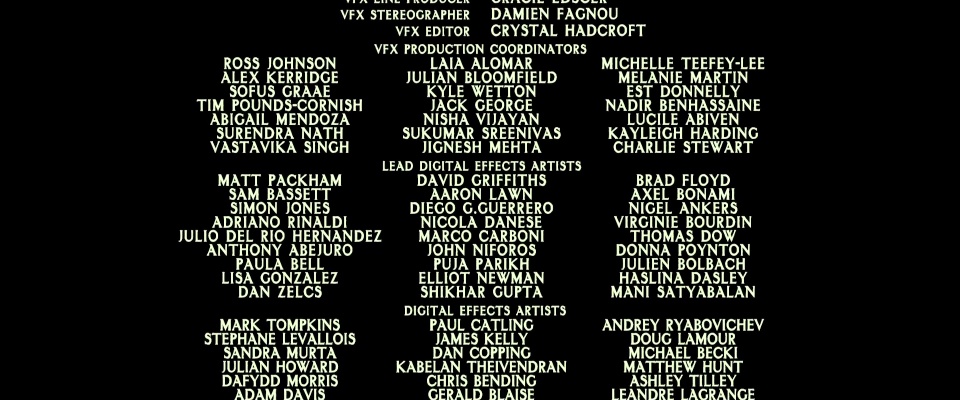 VFX LINE PRODUCER GRACIE EDSCER
VFX STEREOGRAPHER DAMIEN FAGNOU
VFX EDITOR CRYSTAL HADCROFT
VFX PRODUCTION COORDINATORS
ROSS JOHNSON LAIA ALOMAR MICHELLE TEEFEY-LEE
ALEX KERRIDGE JULIAN BLOOMFIELD MELANIE MARTIN
SOFUS GRAAE KYLE WETTON EST DONNELLY
TIM POUNDS-CORNISH JACK GEORGE NADIR BENHASSAINE
ABIGAIL MENDOZA NISHA VIJAYAN LUCILE ABIVEN
SURENDRA NATH SUKUMAR SREENIVAS KAYLEIGH HARDING
VASTAVIKA SINGH JIGNESH MEHTA CHARLIE STEWART
LEAD DIGITAL EFFECTS ARTISTS
MATT PACKHAM DAVID GRIFFITHS BRAD FLOYD
SAM BASSETT AARON LAWN AXEL BONAMI
SIMON JONES DIEGO G.GUERRERO NIGEL ANKERS
ADRIANO RINALDI NICOLA DANESE VIRGINIE BOURDIN
JULIO DEL RIO HERNANDEZ MARCO CARBONI THOMAS DOW
ANTHONY ABEJURO JOHN NIFOROS DONNA POYNTON
PAULA BELL PUJA PARIKH JULIEN BOLBACH
LISA GONZALEZ ELLIOT NEWMAN HASLINA DASLEY
DAN ZELCS SHIKHAR GUPTA MANI SATYABALAN
DIGITAL EFFECTS ARTISTS
MARK TOMPKINS PAUL CATLING ANDREY RYABOVICHEV
STEPHANE LEVALLOIS JAMES KELLY DOUG LAMOUR
SANDRA MURTA DAN COPPING MICHAEL BECKI
JULIAN HOWARD KABELAN THEIVENDRAN MATTHEW HUNT
DAFYDD MORRIS CHRIS BENDING ASHLEY TILLEY
ADAM DAVIS GERALD BLAISE LEANDRE LAGRANGE